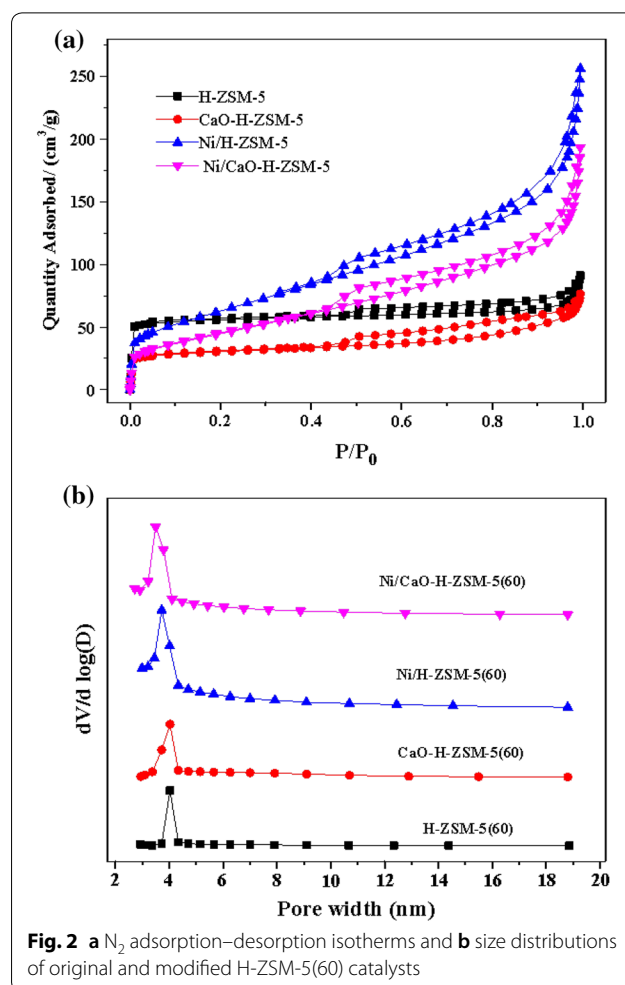 (a)
Quantity Adsorbed/ (cm³/g)
250
200
150
100
50
0
H-ZSM-5
CaO-H-ZSM-5
Ni/H-ZSM-5
Ni/CaO-H-ZSM-5
0.0 0.2 0.4 0.6 0.8 1.0
P/P₀
(b)
dV/d log(D)
Ni/CaO-H-ZSM-5(60)
Ni/H-ZSM-5(60)
CaO-H-ZSM-5(60)
H-ZSM-5(60)
2 4 6 8 10 12 14 16 18 20
Pore width (nm)
Fig. 2 a N₂ adsorption–desorption isotherms and b size distributions
of original and modified H-ZSM-5(60) catalysts